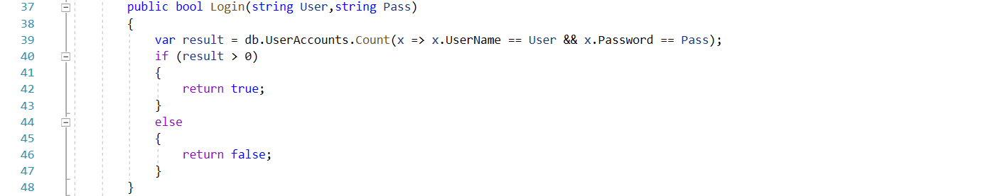 37 public bool Login(string User,string Pass)
38 {
39 var result = db.UserAccounts.Count(x => x.UserName == User && x.Password == Pass);
40 if (result > 0)
41 {
42 return true;
43 }
44 else
45 {
46 return false;
47 }
48 }